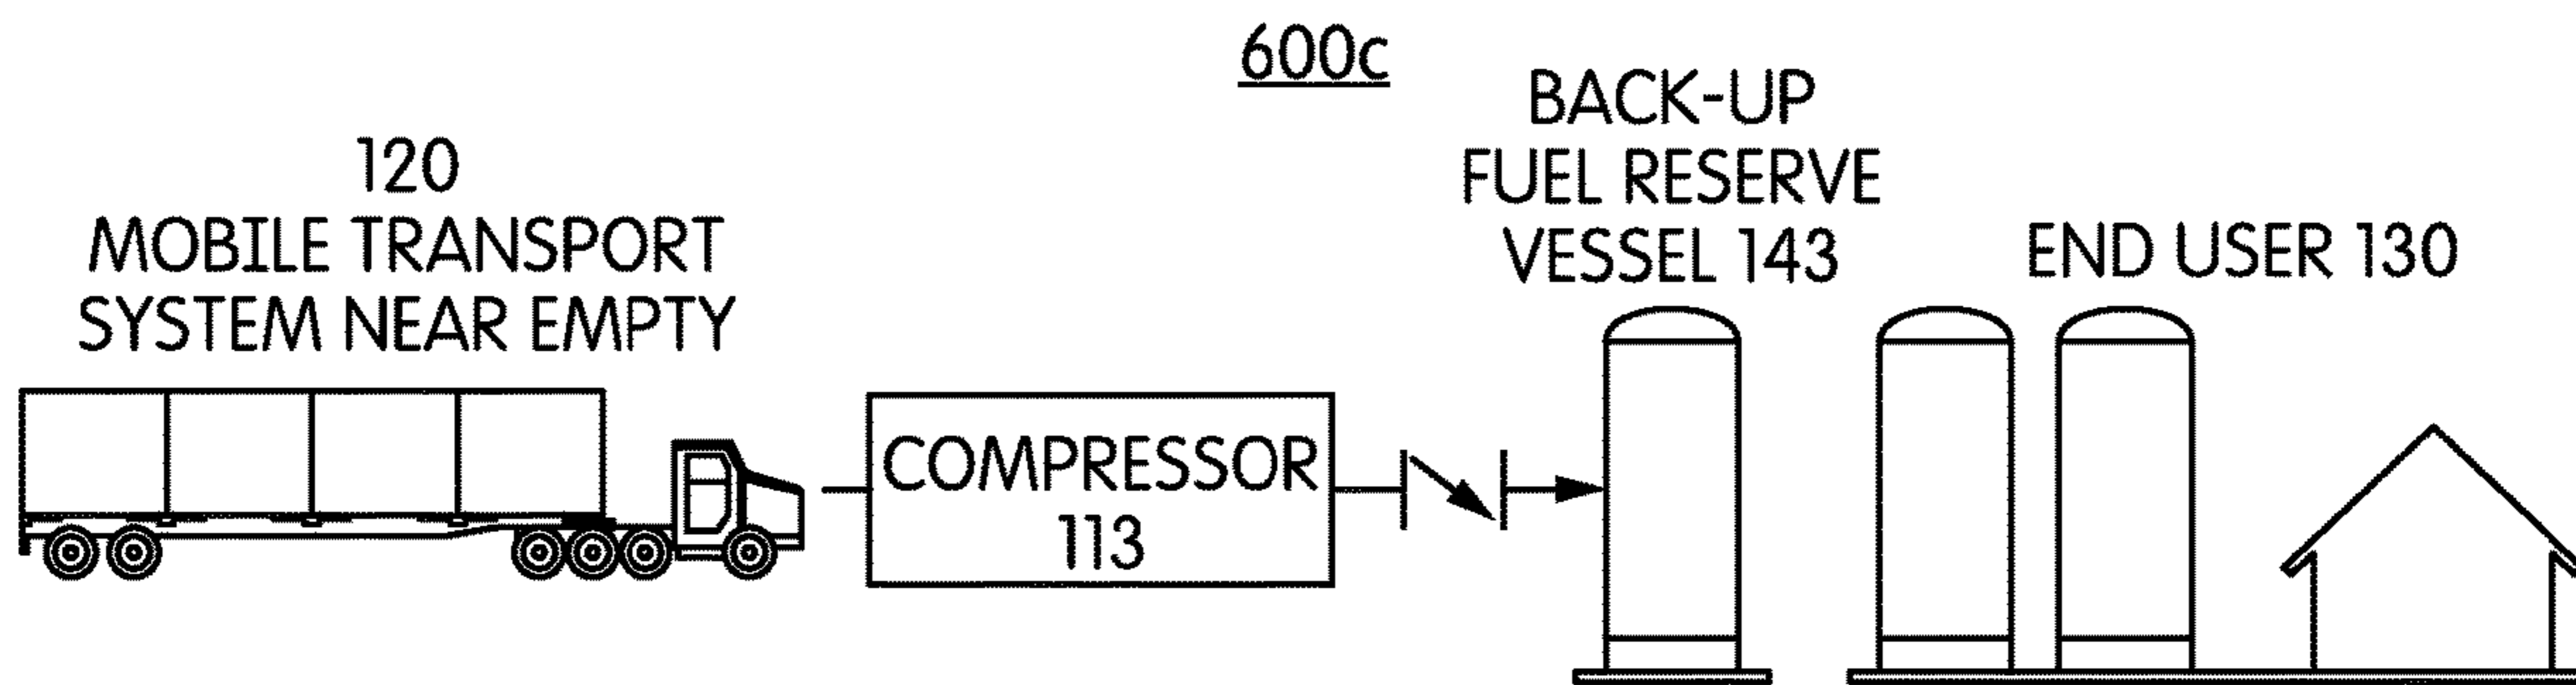 600c
120
MOBILE TRANSPORT
SYSTEM NEAR EMPTY
COMPRESSOR
113
BACK-UP
FUEL RESERVE
VESSEL 143
END USER 130